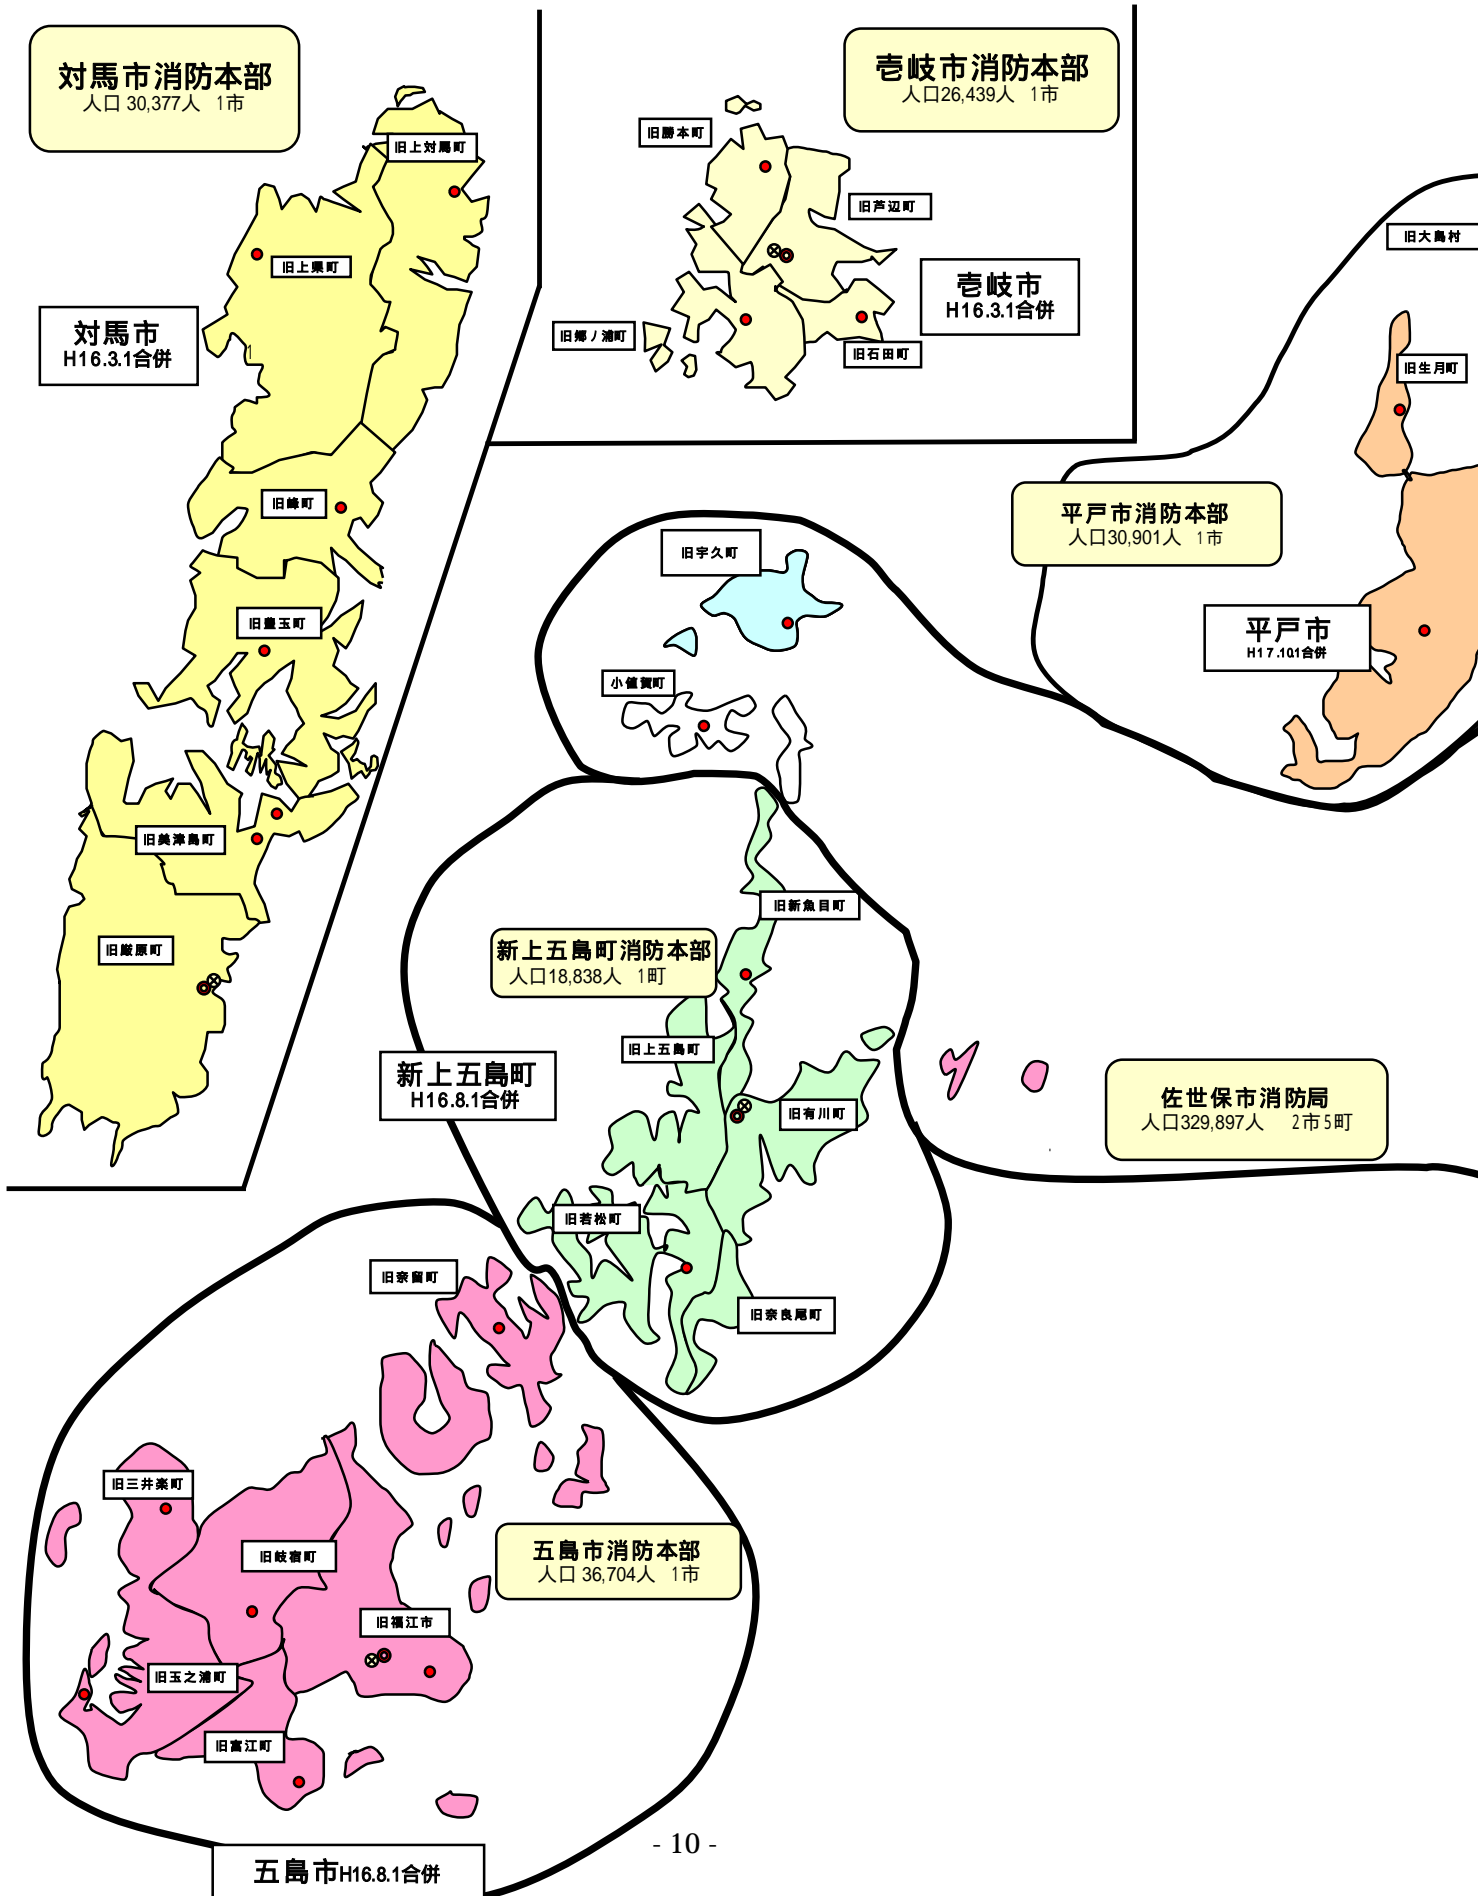 対馬市消防本部
人口 30,377人 1市
壱岐市消防本部
人口26,439人 1市
旧上対馬町
旧勝本町
旧芦辺町
旧大島村
旧上県町
壱岐市
H16.3.1合併
対馬市
H16.3.1合併
1
旧郷ノ浦町
旧石田町
旧生月町
旧峰町
平戸市消防本部
人口30,901人 1市
旧宇久町
旧豊玉町
平戸市
H17.10.1合併
小値賀町
旧美津島町
旧新魚目町
旧厳原町
新上五島町消防本部
人口18,838人 1町
旧上五島町
新上五島町
H16.8.1合併
旧有川町
佐世保市消防局
人口329,897人 2市5町
旧若松町
旧奈留町
旧奈良尾町
旧三井楽町
旧岐宿町
五島市消防本部
人口 36,704人 1市
旧福江市
旧玉之浦町
旧富江町
五島市H16.8.1合併
- 10 -